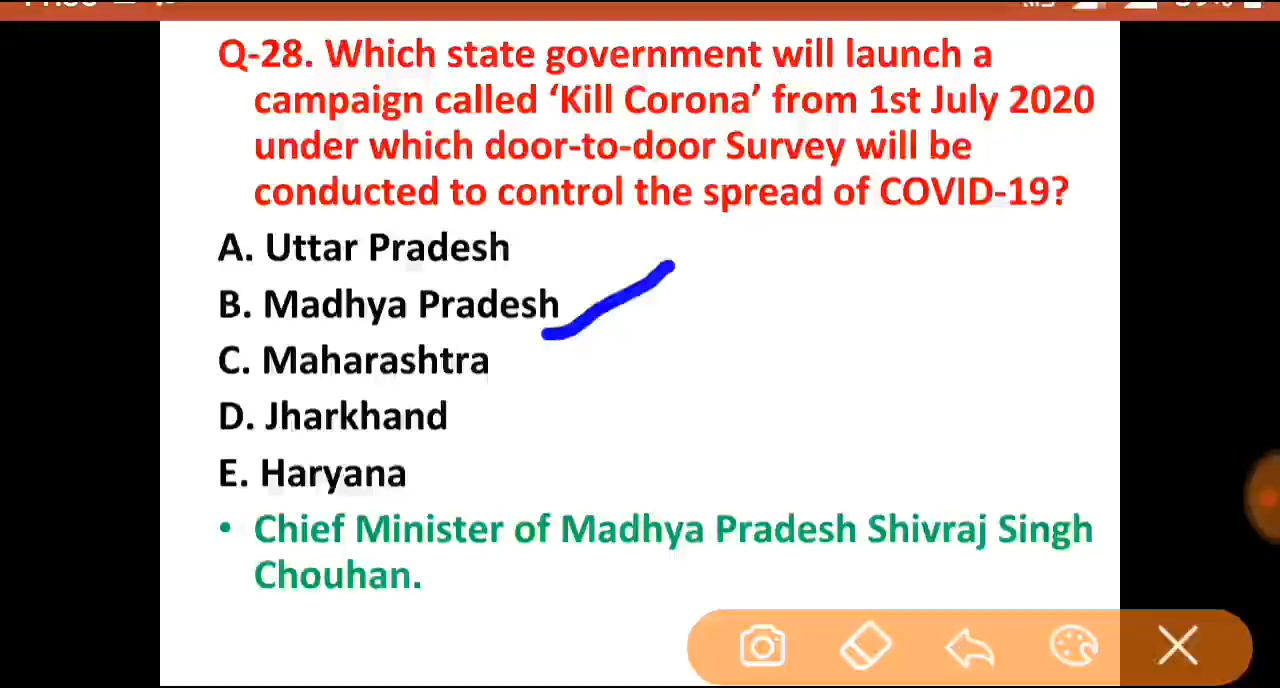 Q-28. Which state government will launch a
campaign called ‘Kill Corona’ from 1st July 2020
under which door-to-door Survey will be
conducted to control the spread of COVID-19?
A. Uttar Pradesh
B. Madhya Pradesh
C. Maharashtra
D. Jharkhand
E. Haryana
• Chief Minister of Madhya Pradesh Shivraj Singh
Chouhan.